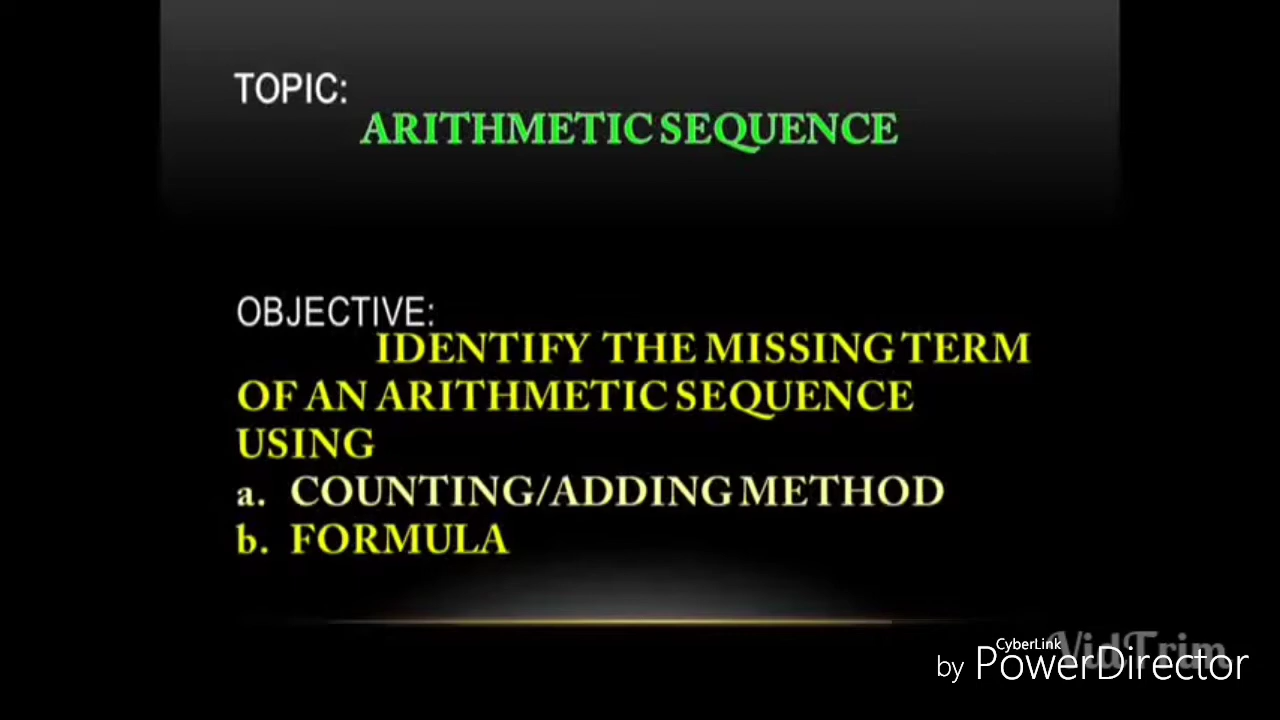 TOPIC:
ARITHMETIC SEQUENCE
OBJECTIVE:
IDENTIFY THE MISSING TERM
OF AN ARITHMETIC SEQUENCE
USING
a. COUNTING/ADDING METHOD
b. FORMULA
VidTrim
CyberLink
by PowerDirector